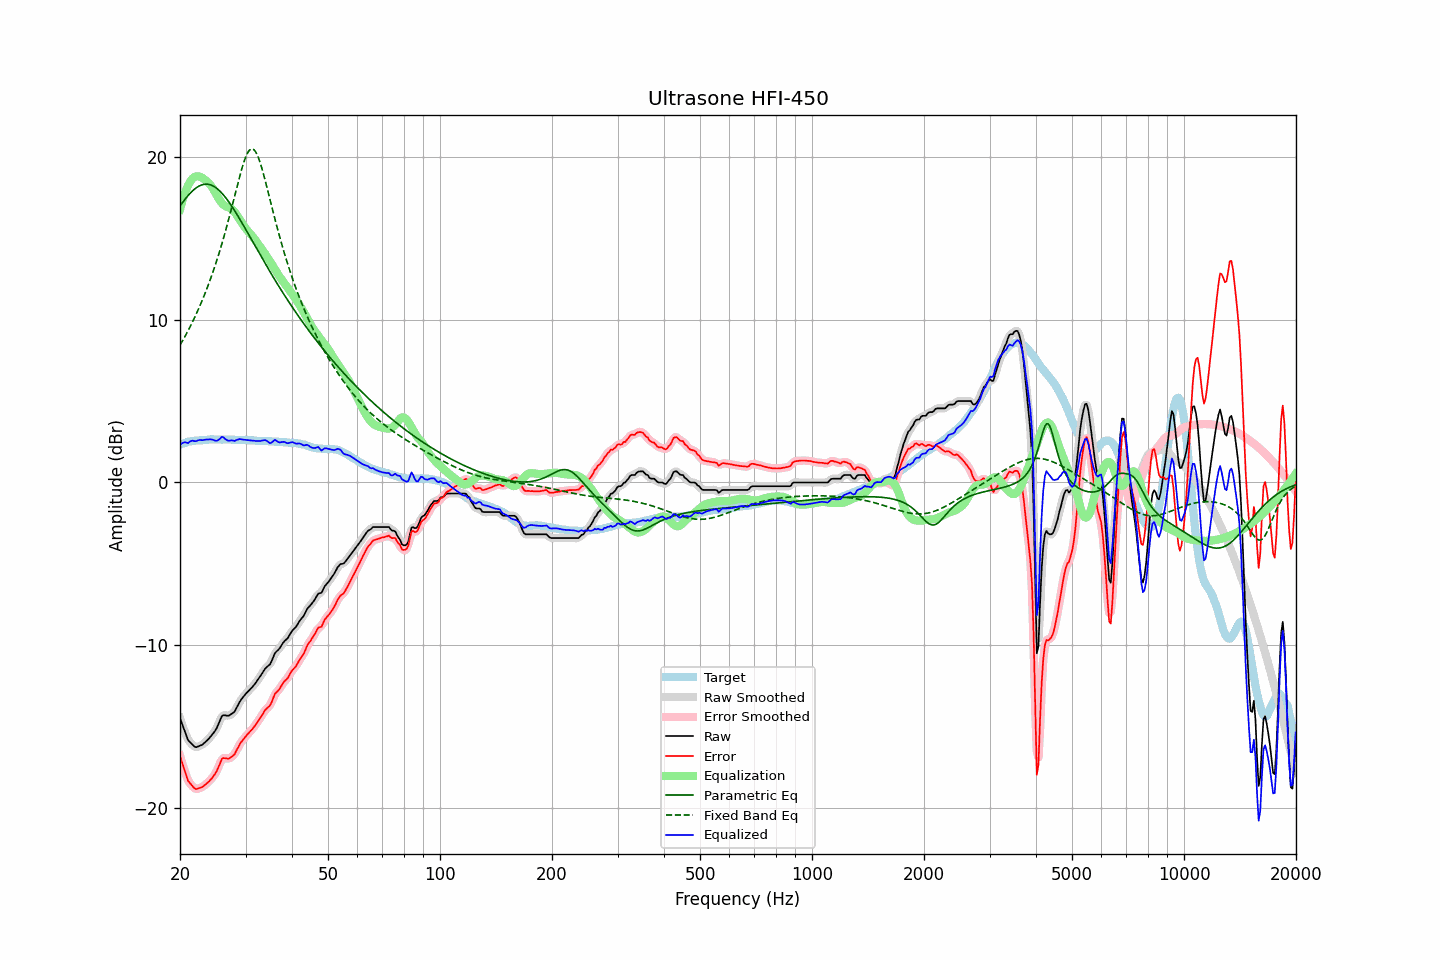 Ultrasone HFI-450
Amplitude (dBr)
20
10
0
−10
−20
Target
Raw Smoothed
Error Smoothed
Raw
Error
Equalization
Parametric Eq
Fixed Band Eq
Equalized
20 50 100 200 500 1000 2000 5000 10000 20000
Frequency (Hz)